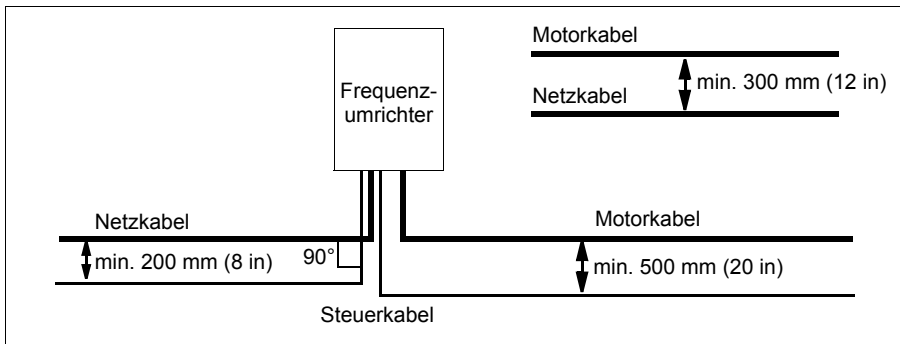 Motorkabel
min. 300 mm (12 in)
Netzkabel
Frequenz-
umrichter
Netzkabel
min. 200 mm (8 in)
90°
Motorkabel
min. 500 mm (20 in)
Steuerkabel